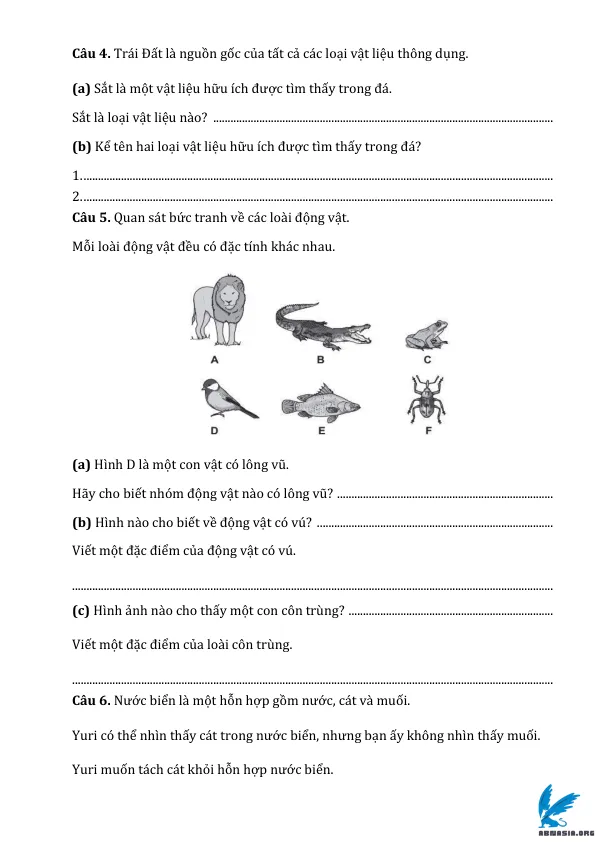 Câu 4. Trái Đất là nguồn gốc của tất cả các loại vật liệu thông dụng.
(a) Sắt là một vật liệu hữu ích được tìm thấy trong đá.
Sắt là loại vật liệu nào? ........................................................................
(b) Kể tên hai loại vật liệu hữu ích được tìm thấy trong đá?
1........................................................................
2........................................................................
Câu 5. Quan sát bức tranh về các loài động vật.
Mỗi loài động vật đều có đặc tính khác nhau.
A B C
D E F
(a) Hình D là một con vật có lông vũ.
Hãy cho biết nhóm động vật nào có lông vũ? ........................................................................
(b) Hình nào cho biết về động vật có vú? ........................................................................
Viết một đặc điểm của động vật có vú.
........................................................................
(c) Hình ảnh nào cho thấy một con côn trùng? ........................................................................
Viết một đặc điểm của loài côn trùng.
........................................................................
Câu 6. Nước biển là một hỗn hợp gồm nước, cát và muối.
Yuri có thể nhìn thấy cát trong nước biển, nhưng bạn ấy không nhìn thấy muối.
Yuri muốn tách cát khỏi hỗn hợp nước biển.
ABNASIA.ORG